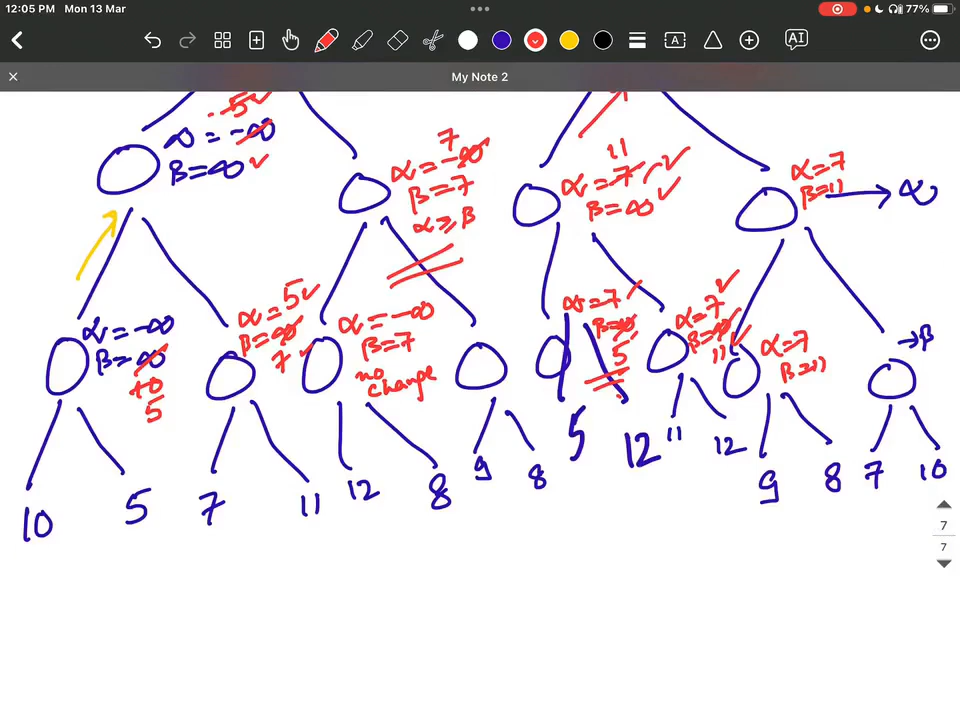 12:05 PM Mon 13 Mar
77%
A
AI
My Note 2
-5
α = -∞
β = ∞
7
α = -∞
β = 7
α ≥ β
11
α = 7
β = ∞
α = 7
β = 11
α
α = -∞
β = ∞
10
5
α = 5
β = ∞
7
α = -∞
β = 7
no
change
α = 7
β = ∞
5
α = 7
β = ∞
11
α = 7
β = 11
→ β
10
5
7
11
12
8
9
8
5
12
11
12
9
8
7
10
7
7